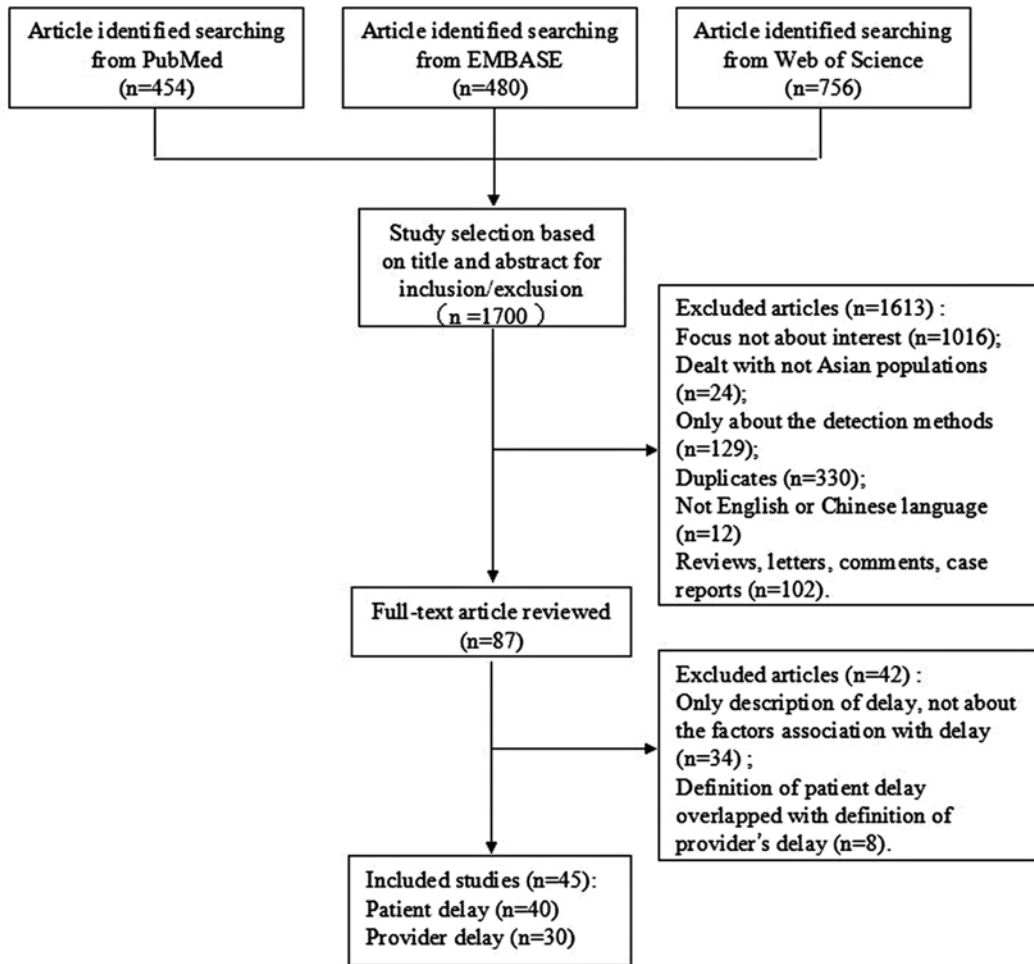 Article identified searching
from PubMed
(n=454)
Article identified searching
from EMBASE
(n=480)
Article identified searching
from Web of Science
(n=756)
Study selection based
on title and abstract for
inclusion/exclusion
（n =1700 ）
Excluded articles (n=1613) :
Focus not about interest (n=1016);
Dealt with not Asian populations
(n=24);
Only about the detection methods
(n=129);
Duplicates (n=330);
Not English or Chinese language
(n=12)
Reviews, letters, comments, case
reports (n=102).
Full-text article reviewed
(n=87)
Excluded articles (n=42) :
Only description of delay, not about
the factors association with delay
(n=34) ;
Definition of patient delay
overlapped with definition of
provider's delay (n=8).
Included studies (n=45):
Patient delay (n=40)
Provider delay (n=30)